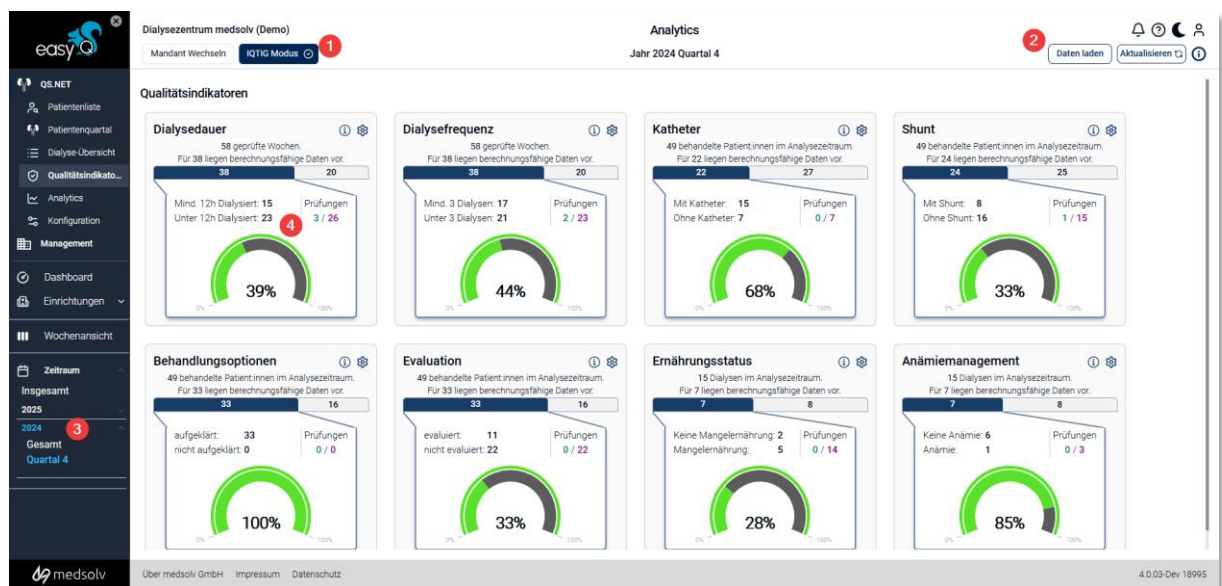 easyQ
QS.NET
Patientenliste
Patientenquartal
Dialyse-Übersicht
Qualitätsindikato...
Analytics
Konfiguration
Management
Dashboard
Einrichtungen
Wochenansicht
Zeitraum
Insgesamt
2025
2024
3
Gesamt
Quartal 4
medsolv
Dialysezentrum medsolv (Demo)
Mandant Wechseln
IQTIG Modus
1
Analytics
Jahr 2024 Quartal 4
2
Daten laden
Aktualisieren
Qualitätsindikatoren
Dialysedauer
58 geprüfte Wochen.
Für 38 liegen berechnungsfähige Daten vor.
38 20
Mind. 12h Dialysiert: 15 Prüfungen
Unter 12h Dialysiert: 23 3 / 26
4
39%
0% 100%
Dialysefrequenz
58 geprüfte Wochen.
Für 38 liegen berechnungsfähige Daten vor.
38 20
Mind. 3 Dialysen: 17 Prüfungen
Unter 3 Dialysen: 21 2 / 23
44%
0% 100%
Katheter
49 behandelte Patient:innen im Analysezeitraum.
Für 22 liegen berechnungsfähige Daten vor.
22 27
Mit Katheter: 15 Prüfungen
Ohne Katheter: 7 0 / 7
68%
0% 100%
Shunt
49 behandelte Patient:innen im Analysezeitraum.
Für 24 liegen berechnungsfähige Daten vor.
24 25
Mit Shunt: 8 Prüfungen
Ohne Shunt: 16 1 / 15
33%
0% 100%
Behandlungsoptionen
49 behandelte Patient:innen im Analysezeitraum.
Für 33 liegen berechnungsfähige Daten vor.
33 16
aufgeklärt: 33 Prüfungen
nicht aufgeklärt: 0 0 / 0
100%
0% 100%
Evaluation
49 behandelte Patient:innen im Analysezeitraum.
Für 33 liegen berechnungsfähige Daten vor.
33 16
evaluiert: 11 Prüfungen
nicht evaluiert: 22 0 / 22
33%
0% 100%
Ernährungsstatus
15 Dialysen im Analysezeitraum.
Für 7 liegen berechnungsfähige Daten vor.
7 8
Keine Mangelernährung: 2 Prüfungen
Mangelernährung: 5 0 / 14
28%
0% 100%
Anämiemanagement
15 Dialysen im Analysezeitraum.
Für 7 liegen berechnungsfähige Daten vor.
7 8
Keine Anämie: 6 Prüfungen
Anämie: 1 0 / 3
85%
0% 100%
Über medsolv GmbH Impressum Datenschutz
4.0.03-Dev 18995